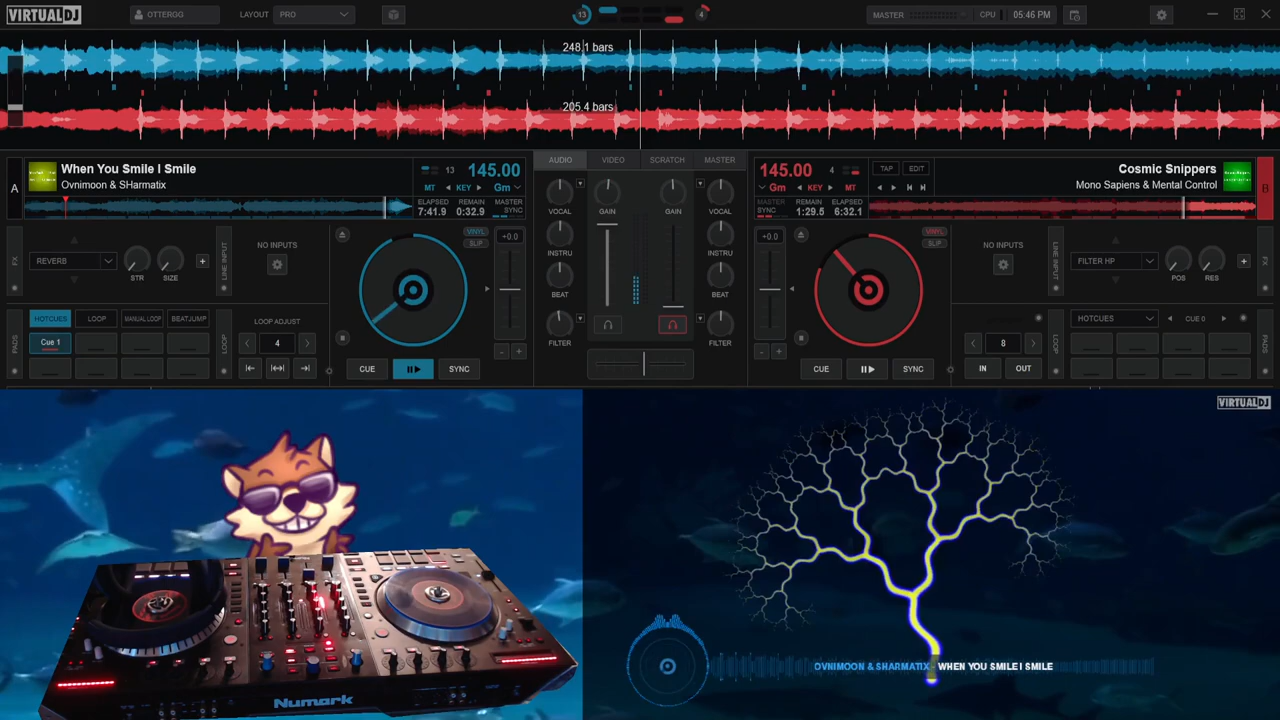 VIRTUALDJ
OTTERGG
LAYOUT PRO
13
4
MASTER
CPU
05:46 PM
248.1 bars
205.4 bars
A
When You Smile I Smile
Ovnimoon & SHarmatix
13 145.00
MT KEY Gm
ELAPSED REMAIN MASTER SYNC
7:41.9 0:32.9
AUDIO VIDEO SCRATCH MASTER
145.00 4
Gm KEY MT
MASTER SYNC REMAIN ELAPSED
1:29.5 6:32.1
TAP EDIT
Cosmic Snippers
Mono Sapiens & Mental Control
B
FX
REVERB
STR SIZE
LINE INPUT
NO INPUTS
VINYL
SLIP
+0.0
VOCAL GAIN GAIN VOCAL
INSTRU INSTRU
BEAT BEAT
FILTER FILTER
+0.0
VINYL
SLIP
NO INPUTS
LINE INPUT
FILTER HP
POS RES
FX
PADS
HOTCUES LOOP MANUAL LOOP BEATJUMP
Cue 1
LOOP
LOOP ADJUST
4
CUE SYNC
- +
- +
CUE SYNC
8
IN OUT
LOOP
HOTCUES CUE 0
PADS
Numark
VIRTUALDJ
OVNIMOON & SHARMATIX - WHEN YOU SMILE I SMILE